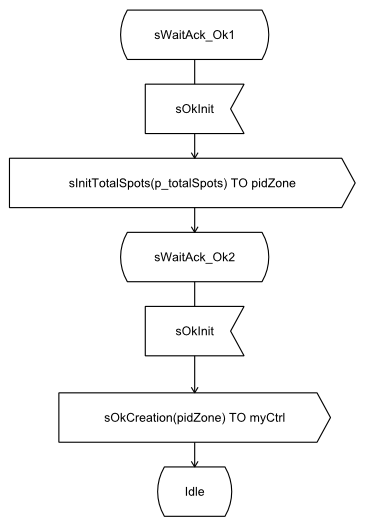 sWaitAck_Ok1
sOkInit
sInitTotalSpots(p_totalSpots) TO pidZone
sWaitAck_Ok2
sOkInit
sOkCreation(pidZone) TO myCtrl
Idle